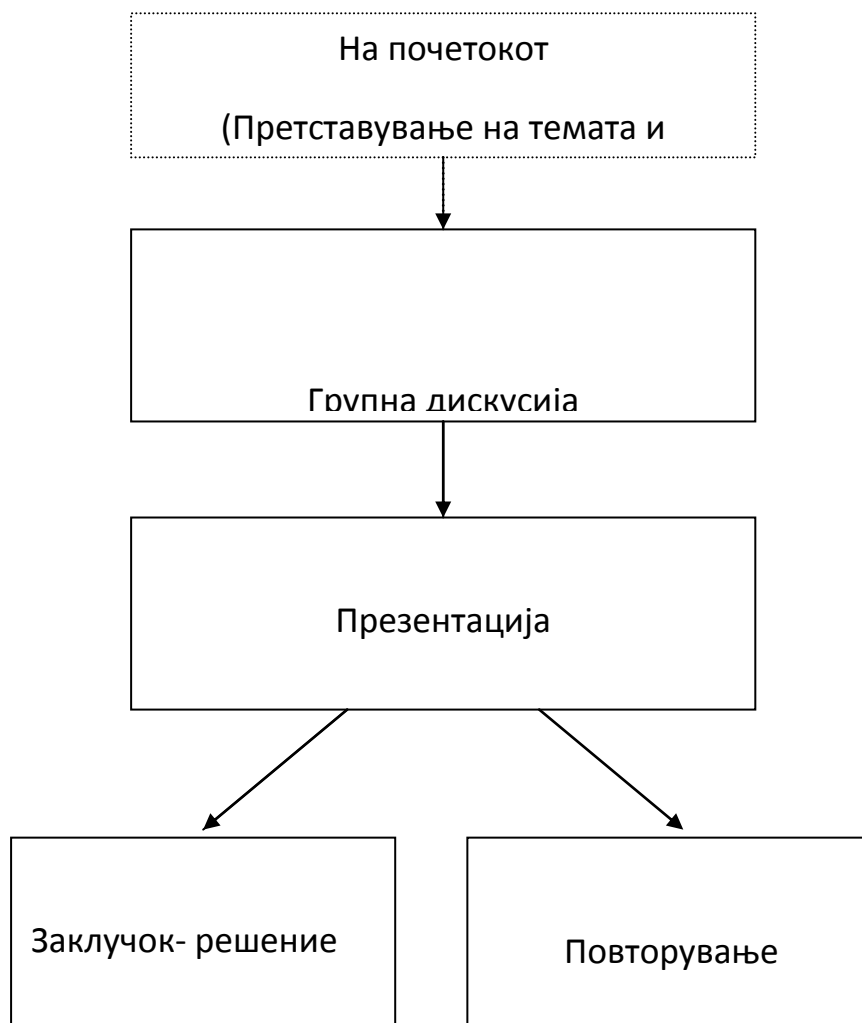 На почетокот
(Претставување на темата и
Групна дискусија
Презентација
Заклучок- решение
Повторување